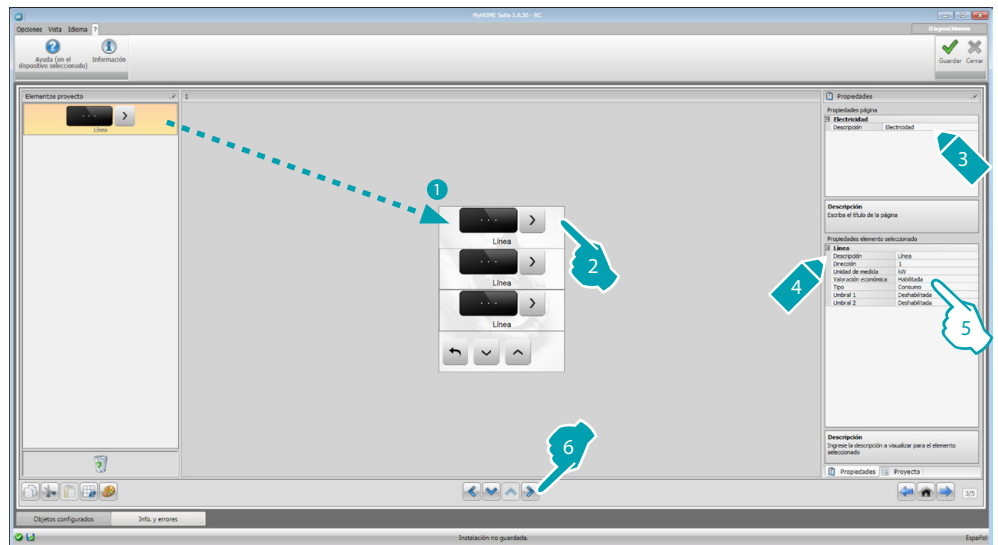 MyHOME Suite 1.0.20 - RC
Opciones Vista Idioma ?
Ayuda (en el
dispositivo seleccionado)
Información
Guardar Cerrar
Elementos proyecto
1
Línea
1
Línea
Línea
Línea
2
Propiedades
Propiedades página
Electricidad
Descripción Electricidad
3
Descripción
Escriba el título de la página
Propiedades elemento seleccionado
Línea
Descripción Línea
Dirección 1
Unidad de medida kW
Valoración económica Habilitada
Tipo Consumo
Umbral 1 Deshabilitada
Umbral 2 Deshabilitada
4
5
6
Descripción
Ingrese la descripción a visualizar para el elemento
seleccionado
Propiedades Proyecto
3/5
Objetos configurados Info. y errores
Instalación no guardada.
Español